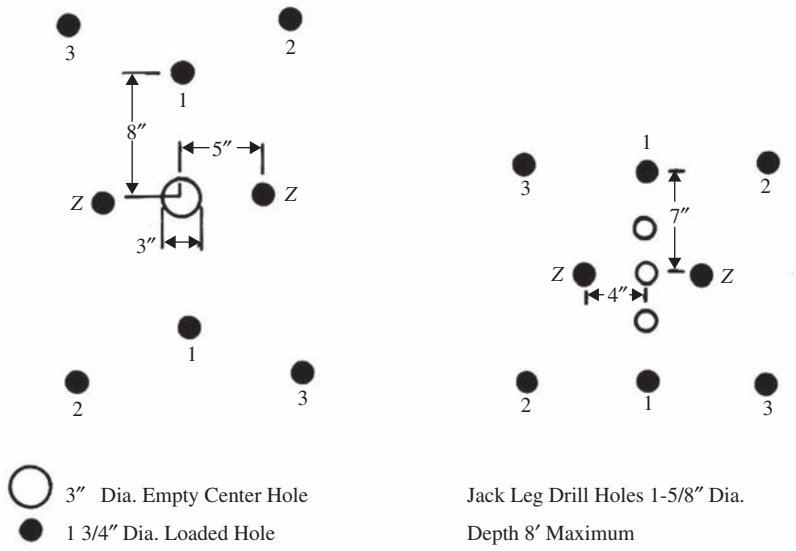 3
2
1
8″
5″
Z
Z
3″
1
2
3
1
3
2
7″
Z
Z
4″
2
1
3
3″ Dia. Empty Center Hole
1 3/4″ Dia. Loaded Hole
Jack Leg Drill Holes 1-5/8″ Dia.
Depth 8′ Maximum